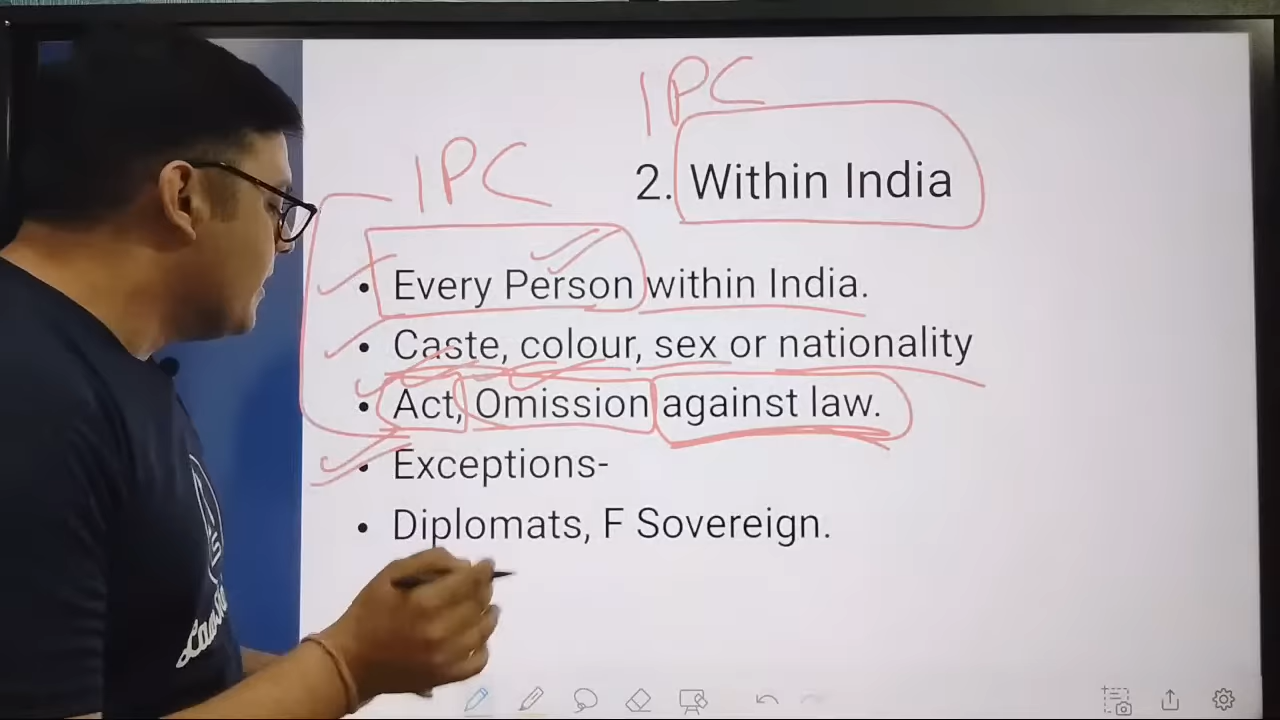 IPC
IPC
2. Within India
• Every Person within India.
• Caste, colour, sex or nationality
• Act, Omission against law.
• Exceptions-
• Diplomats, F Sovereign.